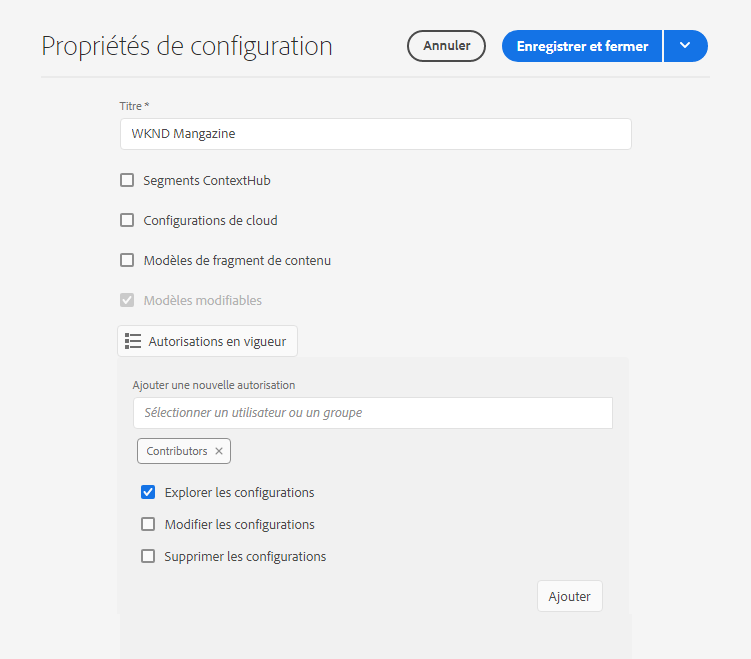 Propriétés de configuration
Annuler
Enregistrer et fermer
Titre *
WKND Mangazine
Segments ContextHub
Configurations de cloud
Modèles de fragment de contenu
Modèles modifiables
Autorisations en vigueur
Ajouter une nouvelle autorisation
Sélectionner un utilisateur ou un groupe
Contributors ×
Explorer les configurations
Modifier les configurations
Supprimer les configurations
Ajouter